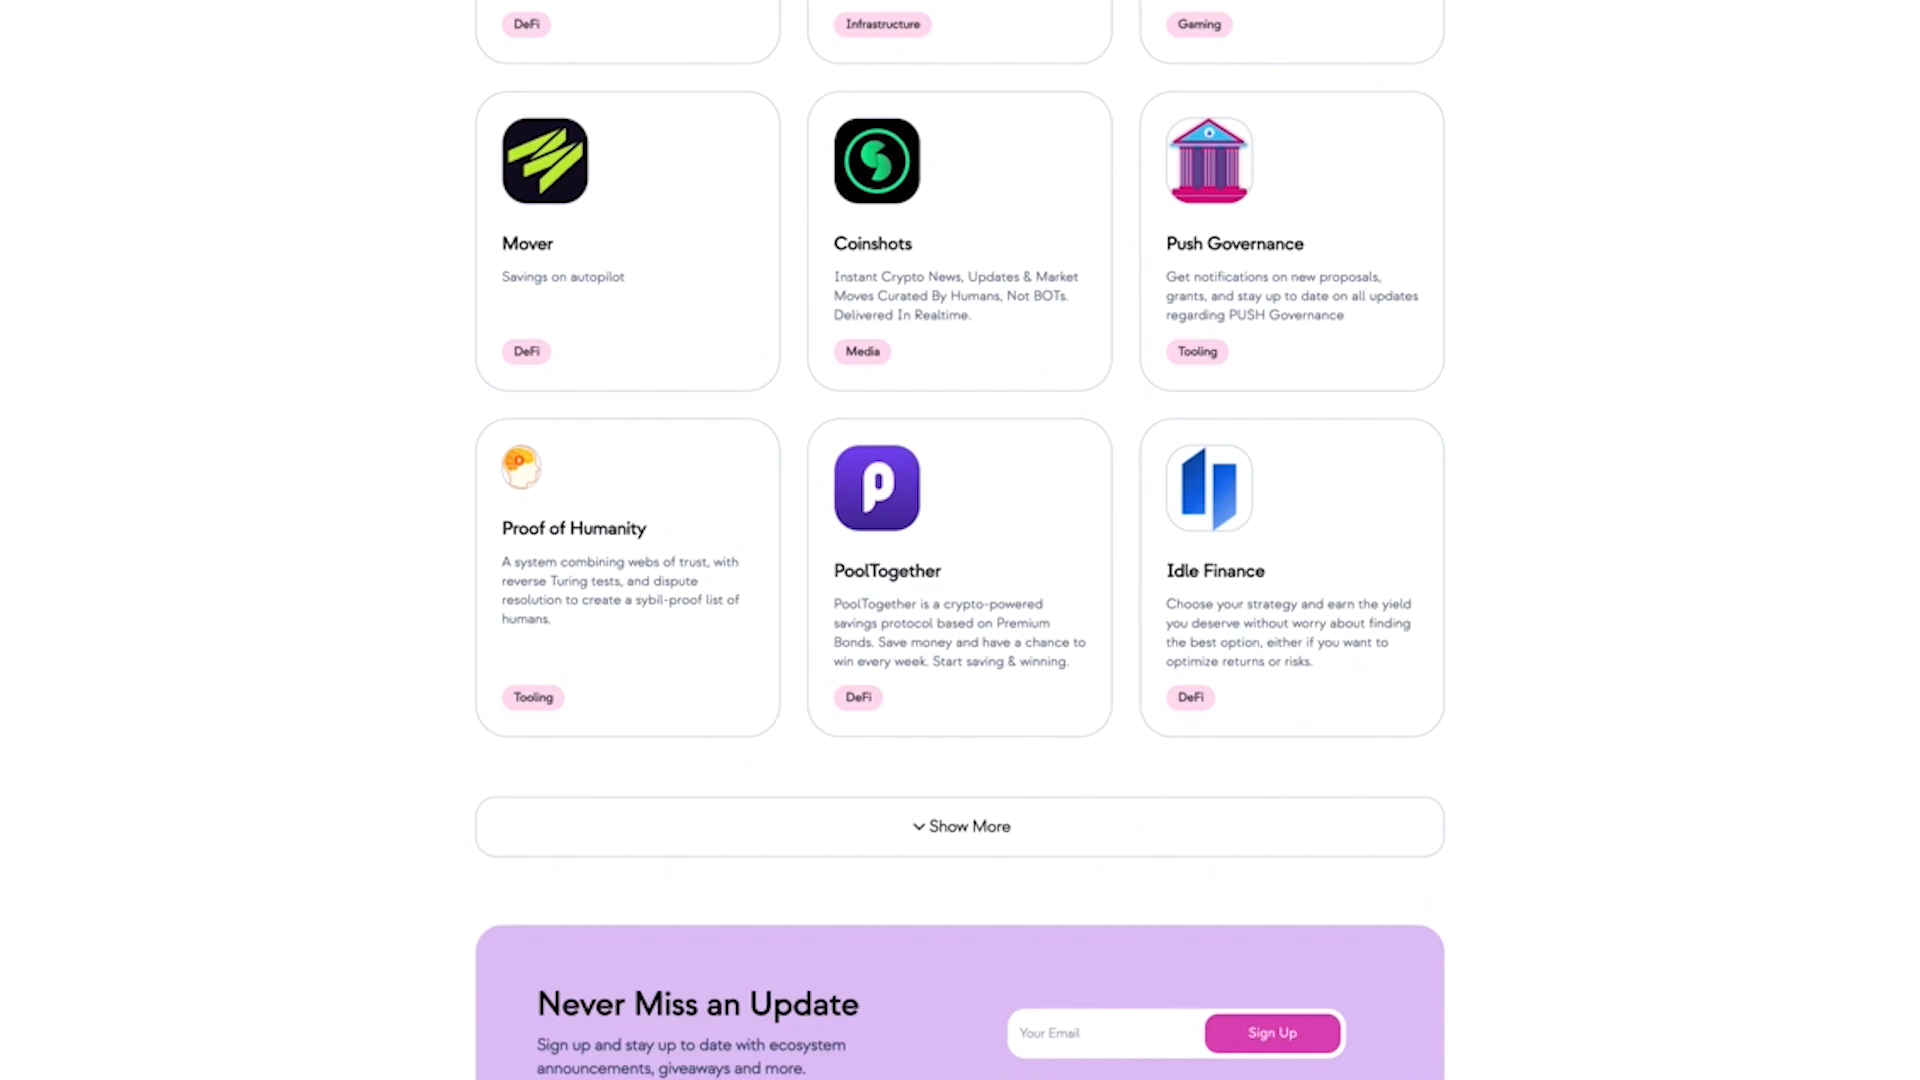 DeFi
Infrastructure
Gaming
Mover
Savings on autopilot
DeFi
Coinshots
Instant Crypto News, Updates & Market
Moves Curated By Humans, Not BOTs.
Delivered In Realtime.
Media
Push Governance
Get notifications on new proposals,
grants, and stay up to date on all updates
regarding PUSH Governance
Tooling
Proof of Humanity
A system combining webs of trust, with
reverse Turing tests, and dispute
resolution to create a sybil-proof list of
humans.
Tooling
PoolTogether
PoolTogether is a crypto-powered
savings protocol based on Premium
Bonds. Save money and have a chance to
win every week. Start saving & winning.
DeFi
Idle Finance
Choose your strategy and earn the yield
you deserve without worry about finding
the best option, either if you want to
optimize returns or risks.
DeFi
Show More
Never Miss an Update
Sign up and stay up to date with ecosystem
announcements, giveaways and more.
Your Email
Sign Up